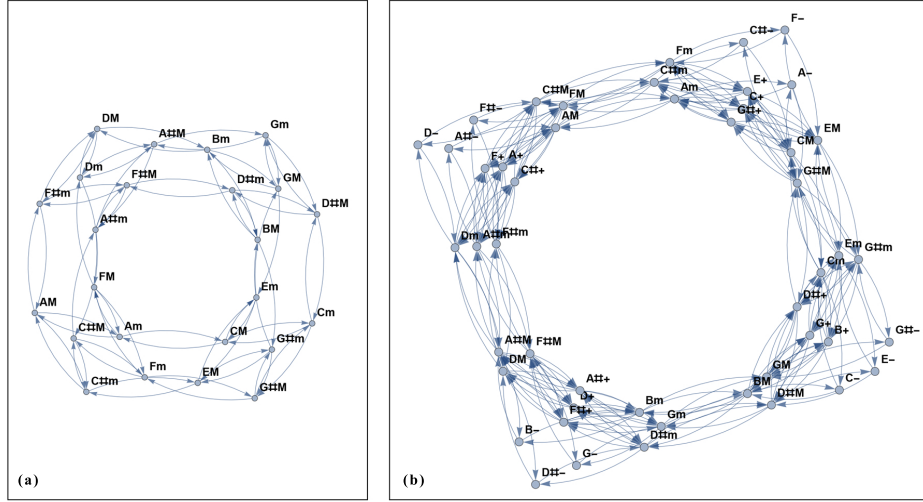 DM
A♯M
Bm
Gm
Dm
F♯M
D♯m
GM
F♯m
A♯m
BM
D♯M
FM
Em
AM
C♯M
Am
CM
G♯m
Cm
Fm
EM
C♯m
G♯M
(a)
F−
C♯−
A−
Fm
C♯m
Am
E+
C+
G♯+
C♯M
FM
AM
F♯−
D−
A♯−
EM
CM
G♯M
F+
A+
C♯+
Dm
A♯m
F♯m
Em
G♯m
Cm
D♯+
G+
B+
G♯−
E−
C−
A♯M
F♯M
DM
GM
BM
D♯M
A♯+
D+
F♯+
Bm
Gm
D♯m
B−
G−
D♯−
(b)